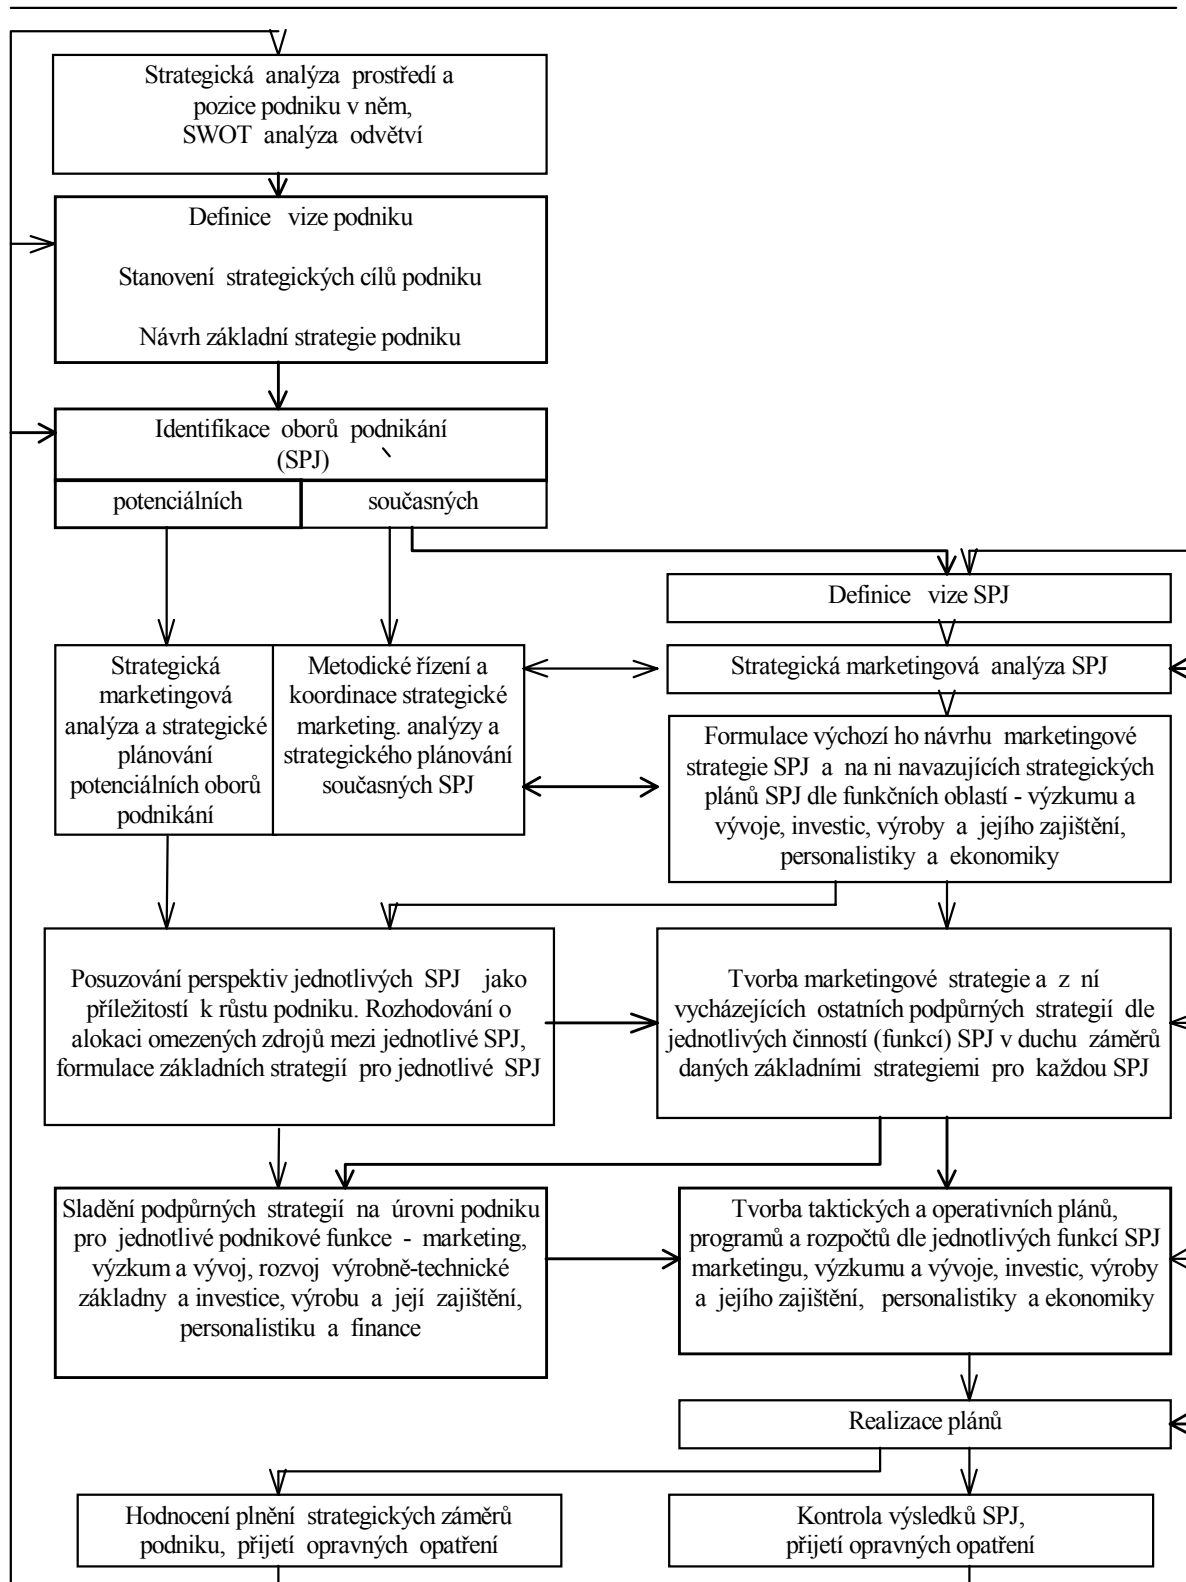 Strategická analýza prostředí a
pozice podniku v něm,
SWOT analýza odvětví
Definice vize podniku
Stanovení strategických cílů podniku
Návrh základní strategie podniku
Identifikace oborů podnikání
(SPJ)
potenciálních
současných
Definice vize SPJ
Strategická
marketingová
analýza a strategické
plánování
potenciálních oborů
podnikání
Metodické řízení a
koordinace strategické
marketing. analýzy a
strategického plánování
současných SPJ
Strategická marketingová analýza SPJ
Formulace výchozí ho návrhu marketingové
strategie SPJ a na ni navazujících strategických
plánů SPJ dle funkčních oblastí - výzkumu a
vývoje, investic, výroby a jejího zajištění,
personalistiky a ekonomiky
Posuzování perspektiv jednotlivých SPJ jako
příležitostí k růstu podniku. Rozhodování o
alokaci omezených zdrojů mezi jednotlivé SPJ,
formulace základních strategií pro jednotlivé SPJ
Tvorba marketingové strategie a z ní
vycházejících ostatních podpůrných strategií dle
jednotlivých činností (funkcí) SPJ v duchu záměrů
daných základními strategiemi pro každou SPJ
Sladění podpůrných strategií na úrovni podniku
pro jednotlivé podnikové funkce - marketing,
výzkum a vývoj, rozvoj výrobně-technické
základny a investice, výrobu a její zajištění,
personalistiku a finance
Tvorba taktických a operativních plánů,
programů a rozpočtů dle jednotlivých funkcí SPJ
marketingu, výzkumu a vývoje, investic, výroby
a jejího zajištění, personalistiky a ekonomiky
Realizace plánů
Hodnocení plnění strategických záměrů
podniku, přijetí opravných opatření
Kontrola výsledků SPJ,
přijetí opravných opatření